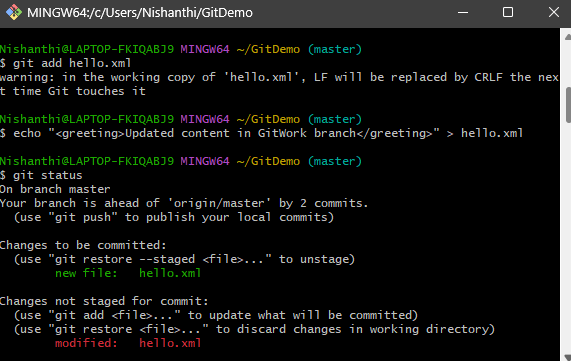 MINGW64:/c/Users/Nishanthi/GitDemo
Nishanthi@LAPTOP-FKIQABJ9 MINGW64 ~/GitDemo (master)
$ git add hello.xml
warning: in the working copy of 'hello.xml', LF will be replaced by CRLF the nex
t time Git touches it
Nishanthi@LAPTOP-FKIQABJ9 MINGW64 ~/GitDemo (master)
$ echo "<greeting>Updated content in GitWork branch</greeting>" > hello.xml
Nishanthi@LAPTOP-FKIQABJ9 MINGW64 ~/GitDemo (master)
$ git status
On branch master
Your branch is ahead of 'origin/master' by 2 commits.
  (use "git push" to publish your local commits)
Changes to be committed:
  (use "git restore --staged <file>..." to unstage)
        new file:   hello.xml
Changes not staged for commit:
  (use "git add <file>..." to update what will be committed)
  (use "git restore <file>..." to discard changes in working directory)
        modified:   hello.xml